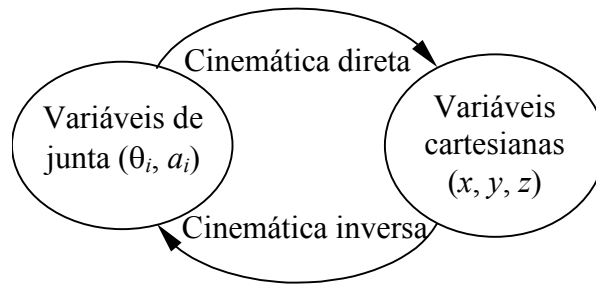 Cinemática direta
Variáveis de
junta (θi, ai)
Variáveis
cartesianas
(x, y, z)
Cinemática inversa